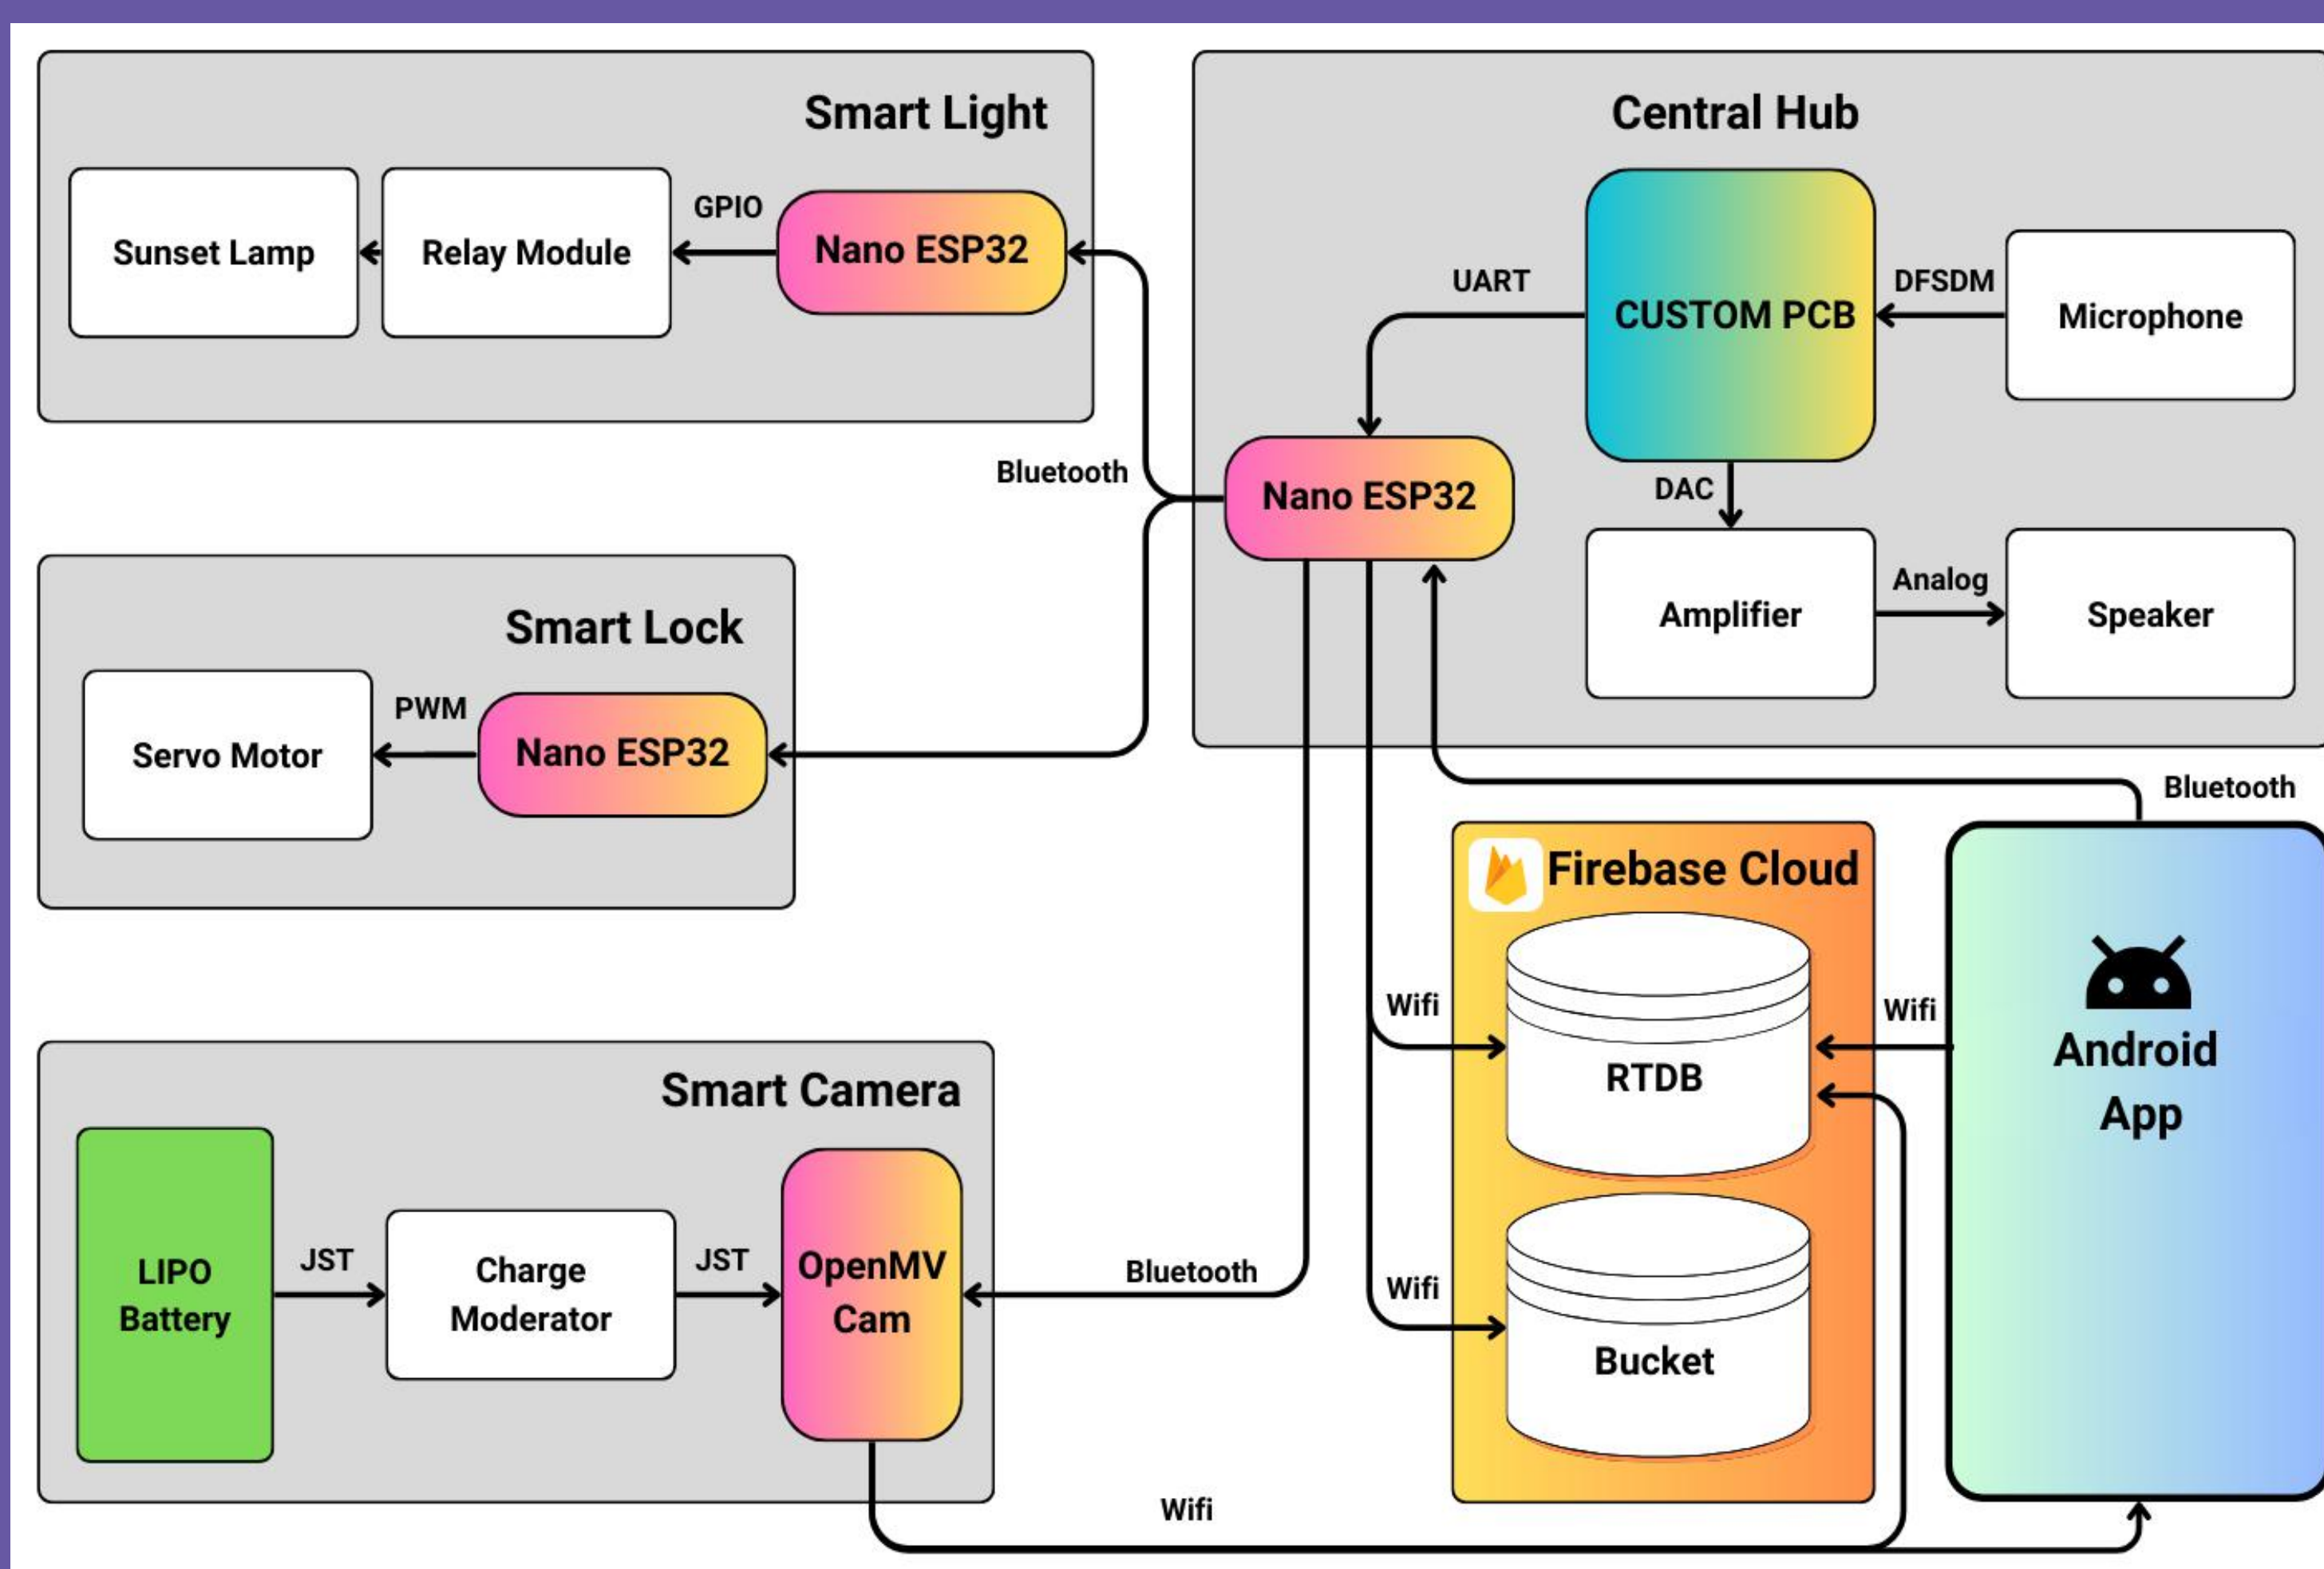 Smart Light
Sunset Lamp
Relay Module
GPIO
Nano ESP32
Bluetooth
Central Hub
CUSTOM PCB
UART
DFSDM
Microphone
Nano ESP32
DAC
Amplifier
Analog
Speaker
Smart Lock
Servo Motor
PWM
Nano ESP32
Bluetooth
Firebase Cloud
Wifi
RTDB
Wifi
Bucket
Wifi
Android
App
Smart Camera
LIPO
Battery
JST
Charge
Moderator
JST
OpenMV
Cam
Bluetooth
Wifi